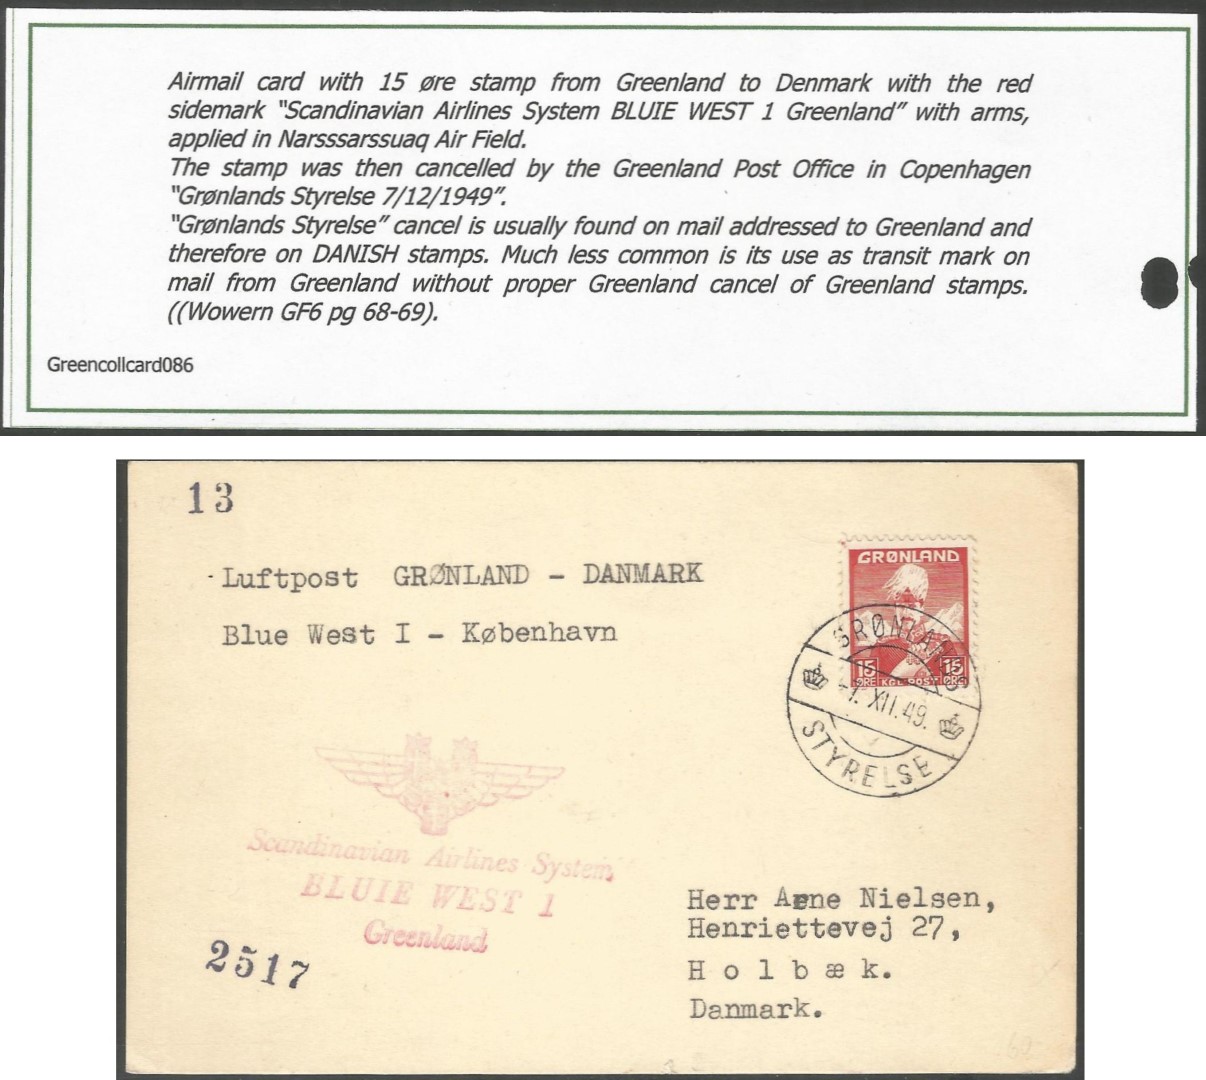 Airmail card with 15 øre stamp from Greenland to Denmark with the red
sidemark "Scandinavian Airlines System BLUIE WEST 1 Greenland" with arms,
applied in Narsssarssuaq Air Field.
The stamp was then cancelled by the Greenland Post Office in Copenhagen
"Grønlands Styrelse 7/12/1949".
"Grønlands Styrelse" cancel is usually found on mail addressed to Greenland and
therefore on DANISH stamps. Much less common is its use as transit mark on
mail from Greenland without proper Greenland cancel of Greenland stamps.
((Wowern GF6 pg 68-69).
Greencollcard086
13
Luftpost GRØNLAND - DANMARK
Blue West I - København
GRØNLAND
15 ØRE
KGL POST
15 ØRE
GRØNLANDS
-7. XII. 49.
STYRELSE
Scandinavian Airlines System
BLUIE WEST 1
Greenland
2517
Herr Arne Nielsen,
Henriettevej 27,
H o l b æ k.
Danmark.